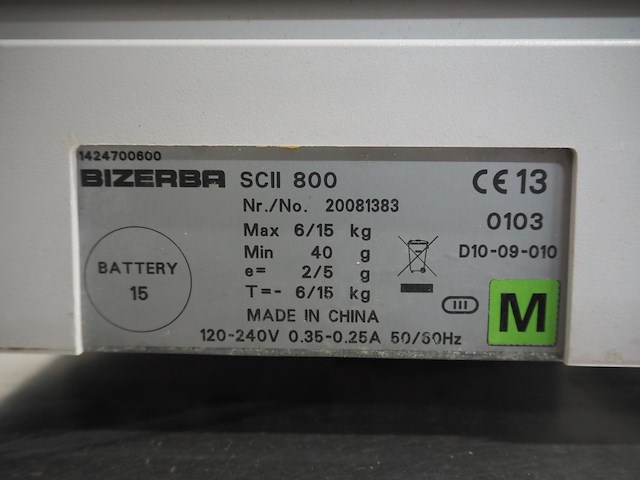 1424700600
BIZERBA SCII 800
CE 13
Nr./No. 20081383
0103
Max 6/15 kg
Min 40 g
D10-09-010
e= 2/5 g
T=- 6/15 kg
BATTERY
15
III
M
MADE IN CHINA
120-240V 0.35-0.25A 50/60Hz